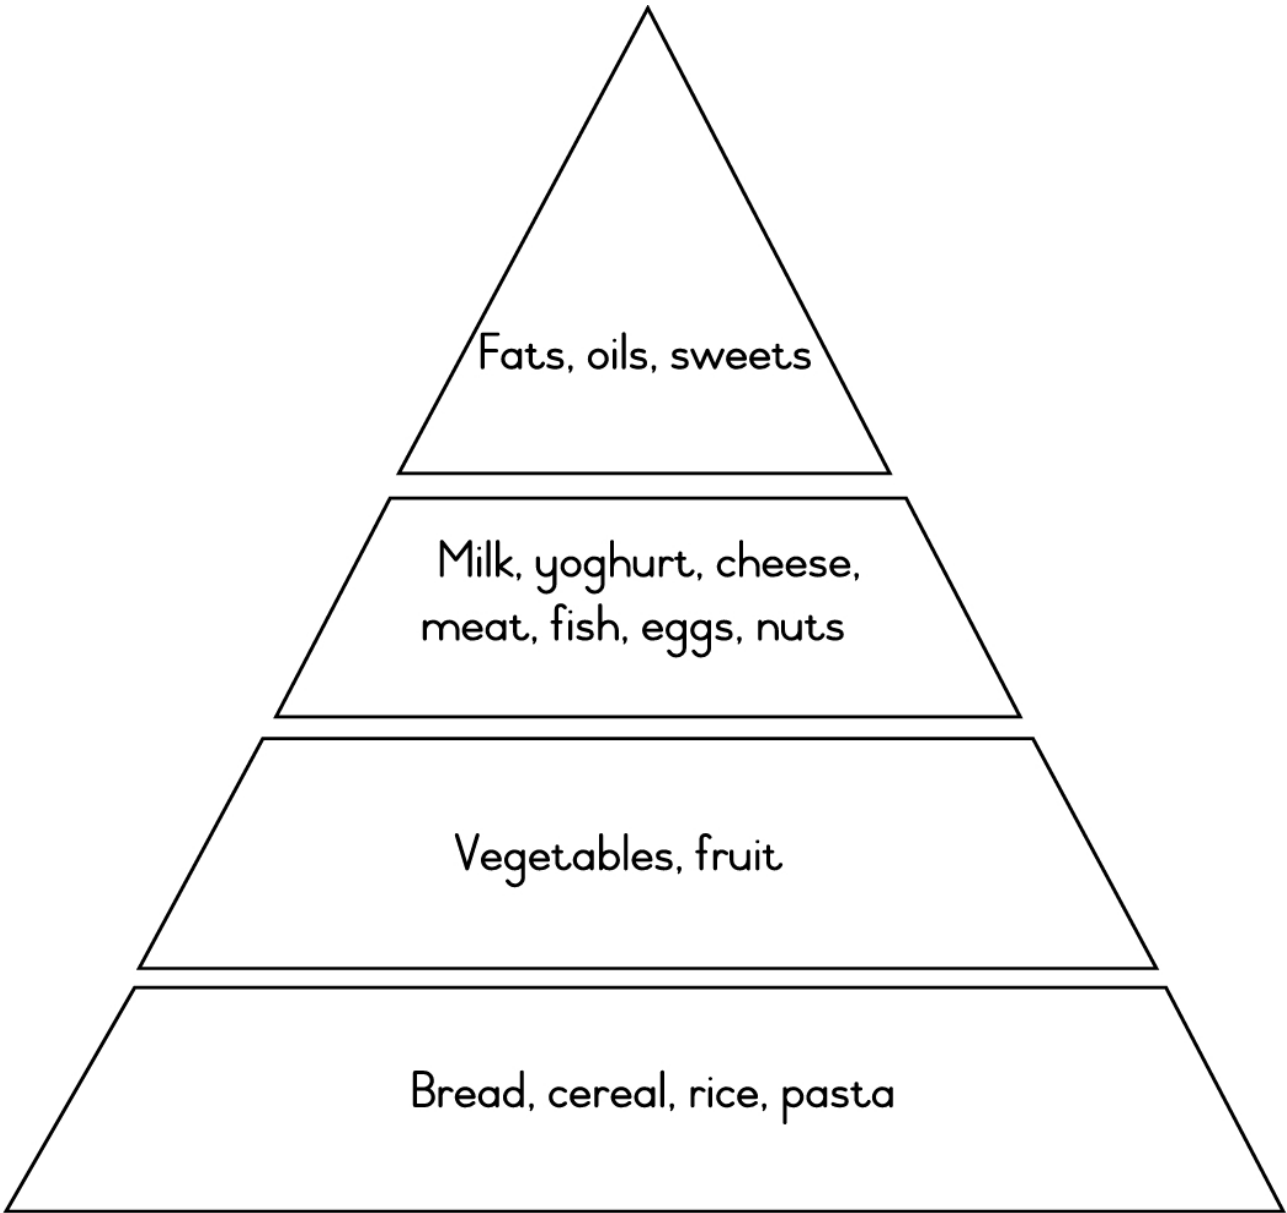 Fats, oils, sweets
Milk, yoghurt, cheese,
meat, fish, eggs, nuts
Vegetables, fruit
Bread, cereal, rice, pasta